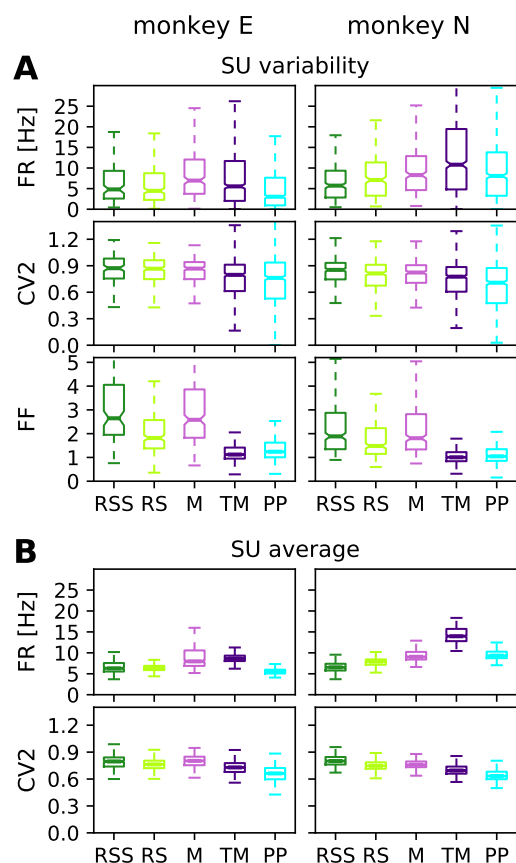 monkey E monkey N
A SU variability
FR [Hz]
25
20
15
10
5
0
CV2
1.2
0.9
0.6
0.3
0.0
FF
5
4
3
2
1
0
RSS RS M TM PP RSS RS M TM PP
B SU average
FR [Hz]
25
20
15
10
5
0
CV2
1.2
0.9
0.6
0.3
0.0
RSS RS M TM PP RSS RS M TM PP